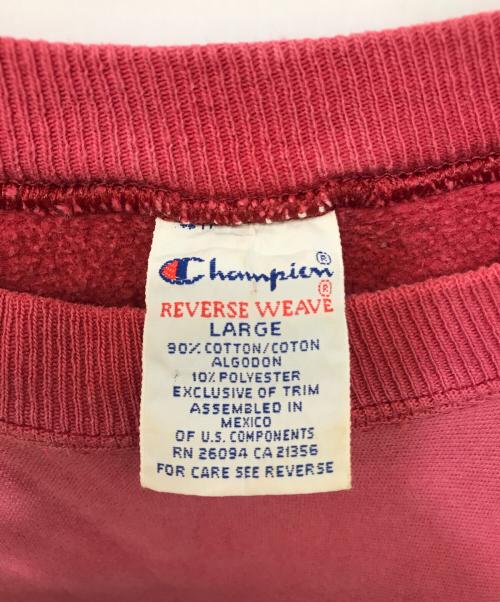 Champion®
REVERSE WEAVE®
LARGE
90% COTTON/COTON
ALGODON
10% POLYESTER
EXCLUSIVE OF TRIM
ASSEMBLED IN
MEXICO
OF U.S. COMPONENTS
RN 26094 CA 21356
FOR CARE SEE REVERSE